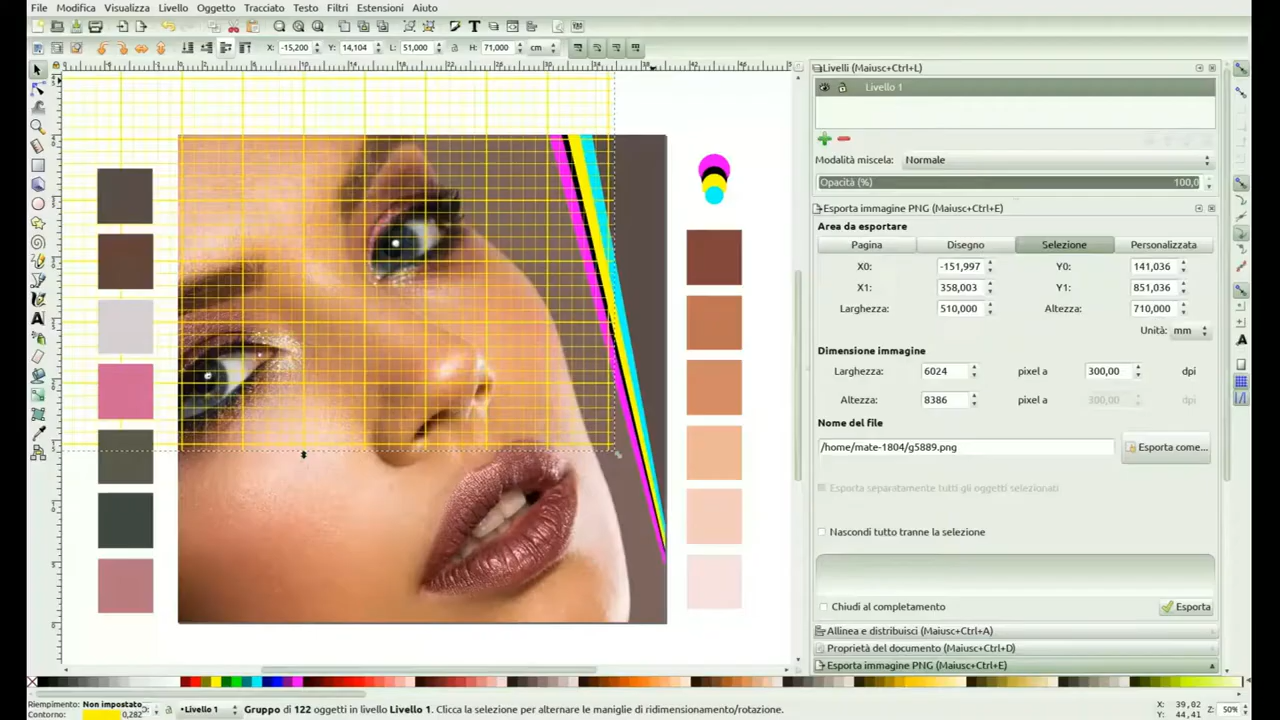 File Modifica Visualizza Livello Oggetto Tracciato Testo Filtri Estensioni Aiuto
X: -15,200 Y: 14,104 L: 51,000 H: 71,000 cm
Livelli (Maiusc+Ctrl+L)
Livello 1
Modalità miscela: Normale
Opacità (%) 100,0
Esporta immagine PNG (Maiusc+Ctrl+E)
Area da esportare
Pagina Disegno Selezione Personalizzata
X0: -151,997 Y0: 141,036
X1: 358,003 Y1: 851,036
Larghezza: 510,000 Altezza: 710,000
Unità: mm
Dimensione immagine
Larghezza: 6024 pixel a 300,00 dpi
Altezza: 8386 pixel a 300,00 dpi
Nome del file
/home/mate-1804/g5889.png Esporta come...
Esporta separatamente tutti gli oggetti selezionati
Nascondi tutto tranne la selezione
Chiudi al completamento Esporta
Allinea e distribuisci (Maiusc+Ctrl+A)
Proprietà del documento (Maiusc+Ctrl+D)
Esporta immagine PNG (Maiusc+Ctrl+E)
Riempimento: Non impostato
Contorno: 0,282
•Livello 1 Gruppo di 122 oggetti in livello Livello 1. Clicca la selezione per alternare le maniglie di ridimensionamento/rotazione.
X: 39,02
Y: 44,41 Z: 50%